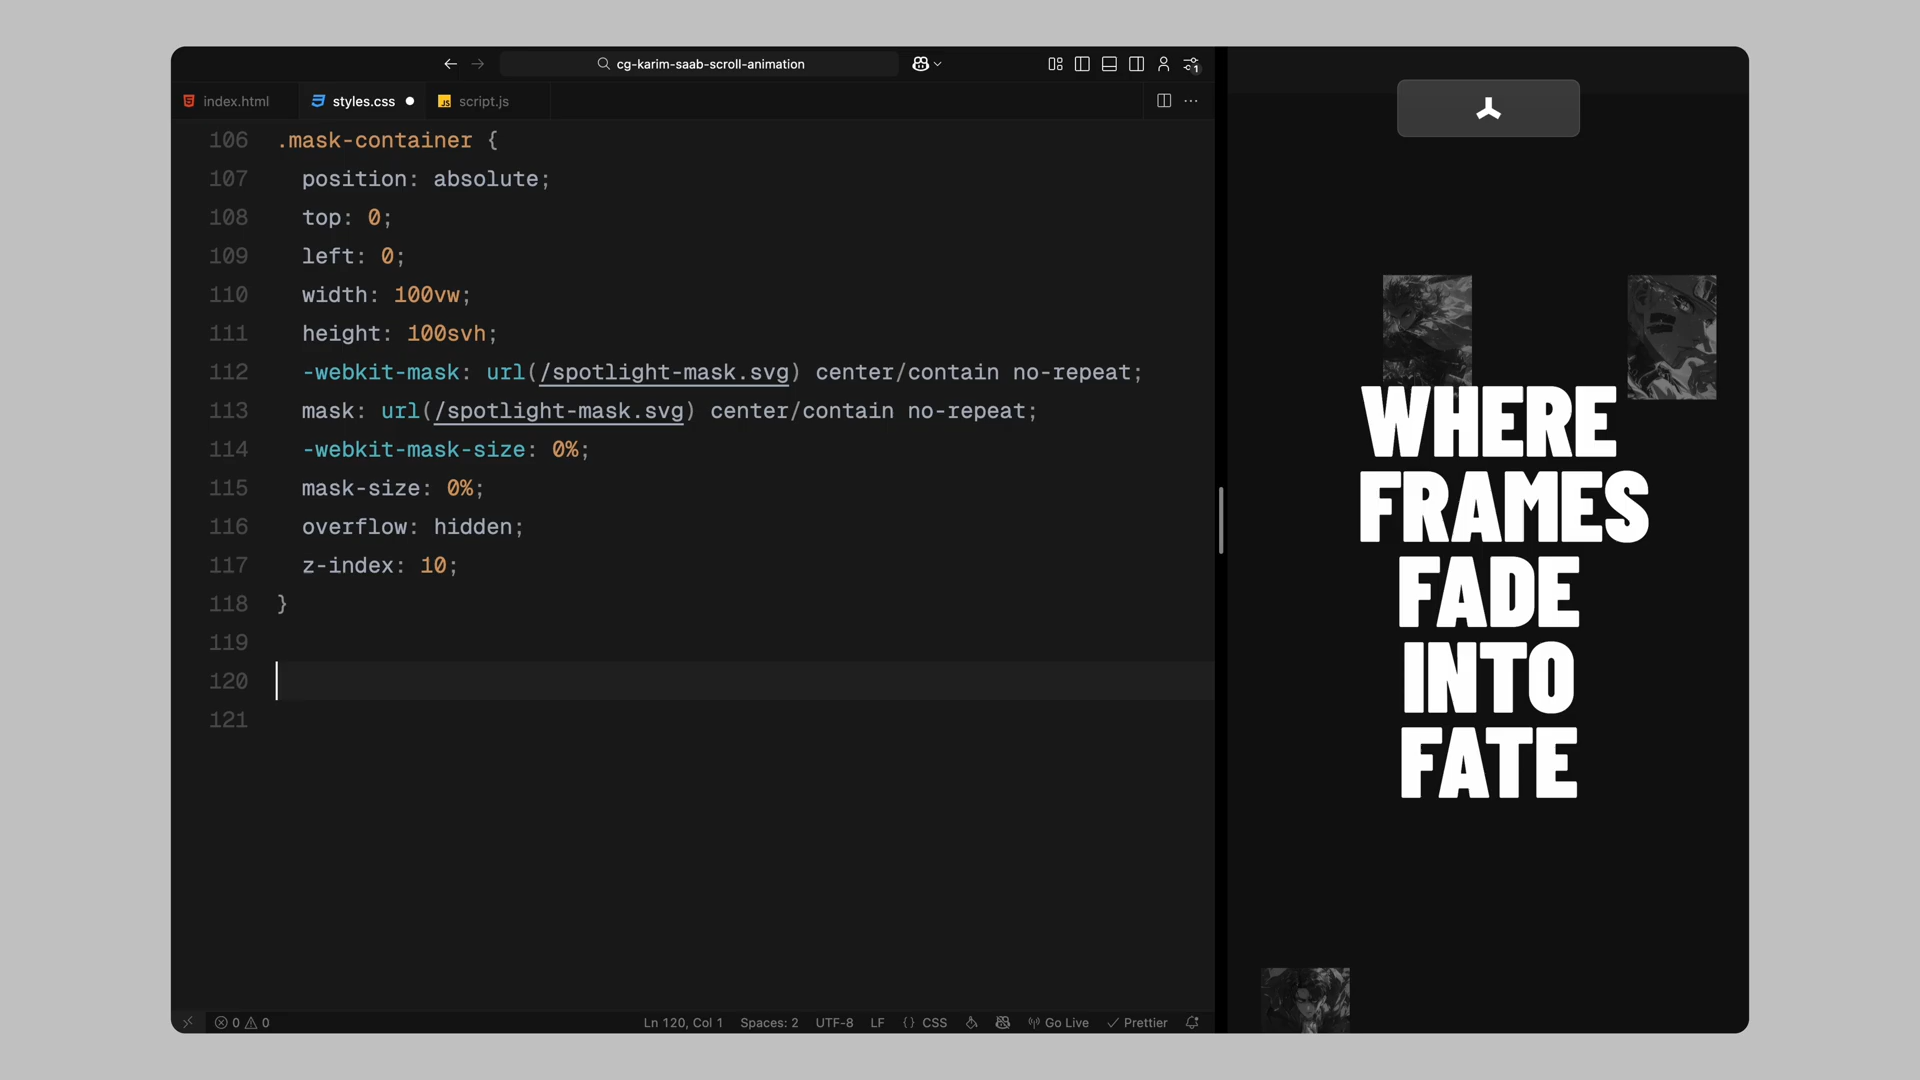 cg-karim-saab-scroll-animation
index.html
styles.css
script.js
106 .mask-container {
107 position: absolute;
108 top: 0;
109 left: 0;
110 width: 100vw;
111 height: 100svh;
112 -webkit-mask: url(/spotlight-mask.svg) center/contain no-repeat;
113 mask: url(/spotlight-mask.svg) center/contain no-repeat;
114 -webkit-mask-size: 0%;
115 mask-size: 0%;
116 overflow: hidden;
117 z-index: 10;
118 }
119
120
121
0 0 Ln 120, Col 1 Spaces: 2 UTF-8 LF {} CSS Go Live Prettier
WHERE
FRAMES
FADE
INTO
FATE